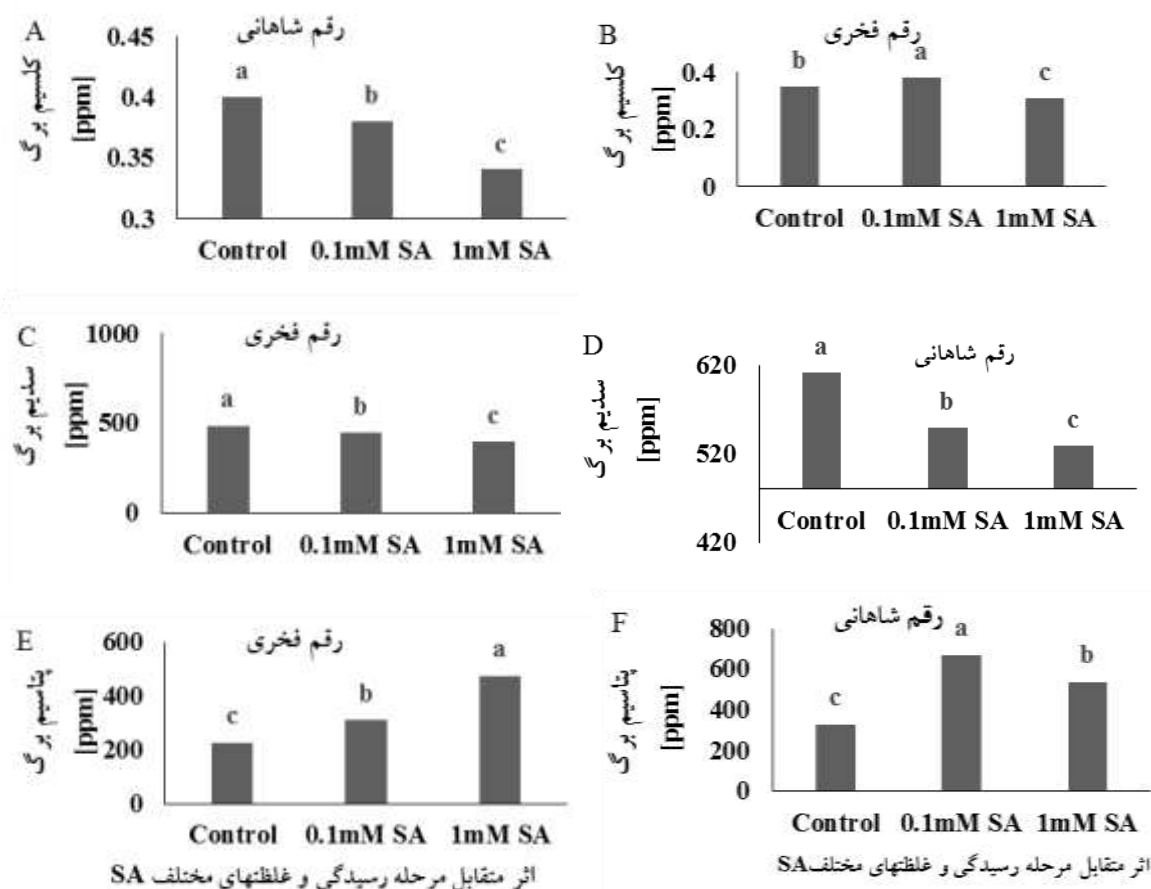 A
رقم شاهانی
کلسیم برگ
[ppm]
0.45
0.4
0.35
0.3
a
b
c
Control 0.1mM SA 1mM SA
B
رقم فخری
کلسیم برگ
[ppm]
0.4
0.2
0
b
a
c
Control 0.1mM SA 1mM SA
C
رقم فخری
سدیم برگ
[ppm]
1000
500
0
a
b
c
Control 0.1mM SA 1mM SA
D
رقم شاهانی
سدیم برگ
[ppm]
620
520
420
a
b
c
Control 0.1mM SA 1mM SA
E
رقم فخری
پتاسیم برگ
[ppm]
600
400
200
0
c
b
a
Control 0.1mM SA 1mM SA
اثر متقابل مرحله رسیدگی و غلظتهای مختلف SA
F
رقم شاهانی
پتاسیم برگ
[ppm]
800
600
400
200
0
c
a
b
Control 0.1mM SA 1mM SA
اثر متقابل مرحله رسیدگی و غلظتهای مختلفSA